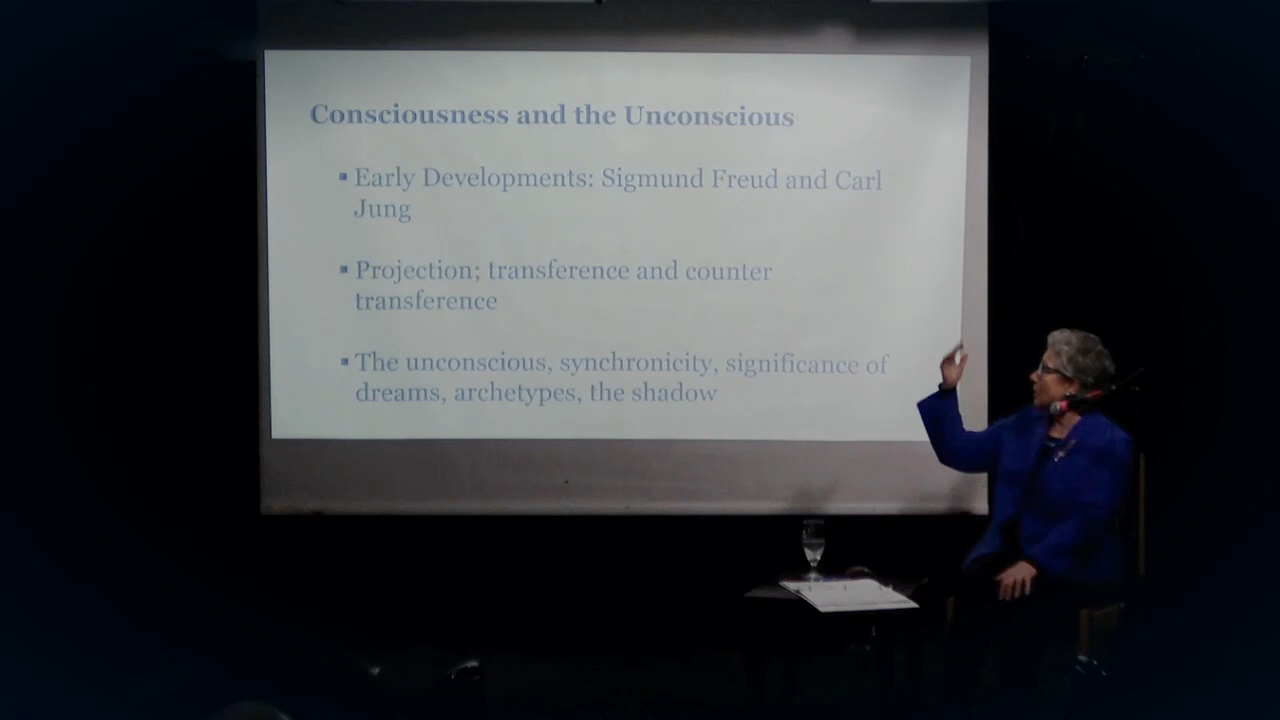 Consciousness and the Unconscious
▪ Early Developments: Sigmund Freud and Carl
Jung
▪ Projection; transference and counter
transference
▪ The unconscious, synchronicity, significance of
dreams, archetypes, the shadow